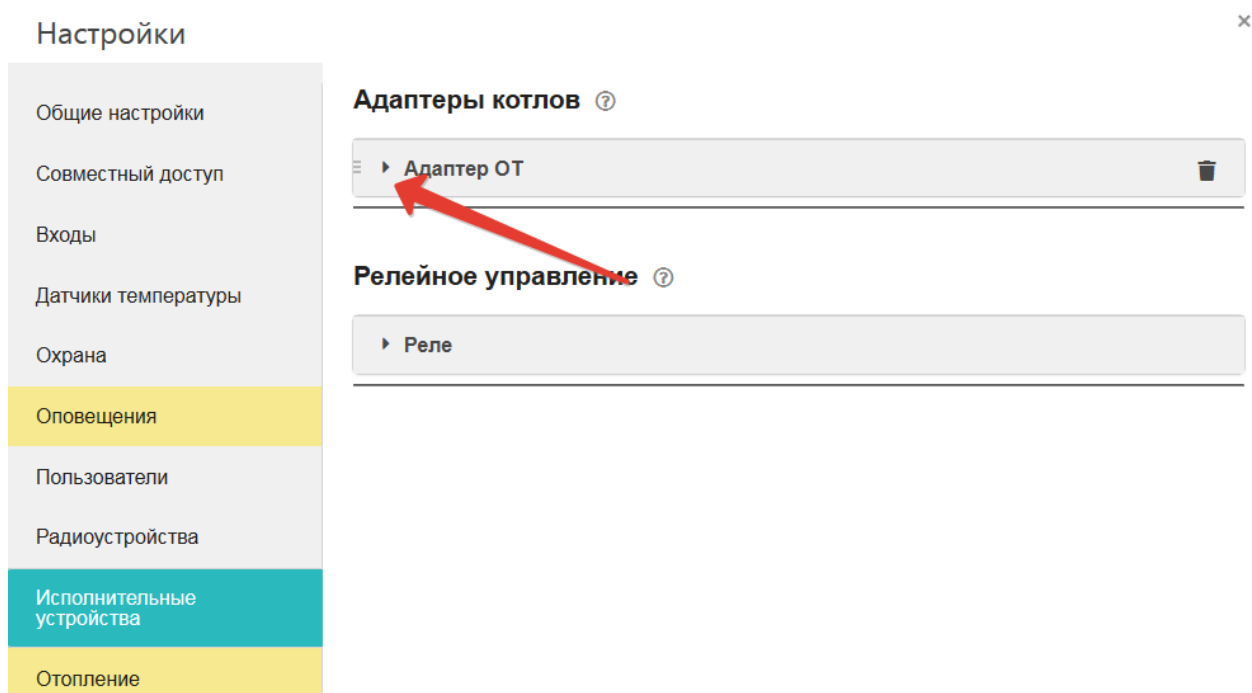 Настройки
Общие настройки
Совместный доступ
Входы
Датчики температуры
Охрана
Оповещения
Пользователи
Радиоустройства
Исполнительные
устройства
Отопление
Адаптеры котлов
Адаптер ОТ
Релейное управление
Реле